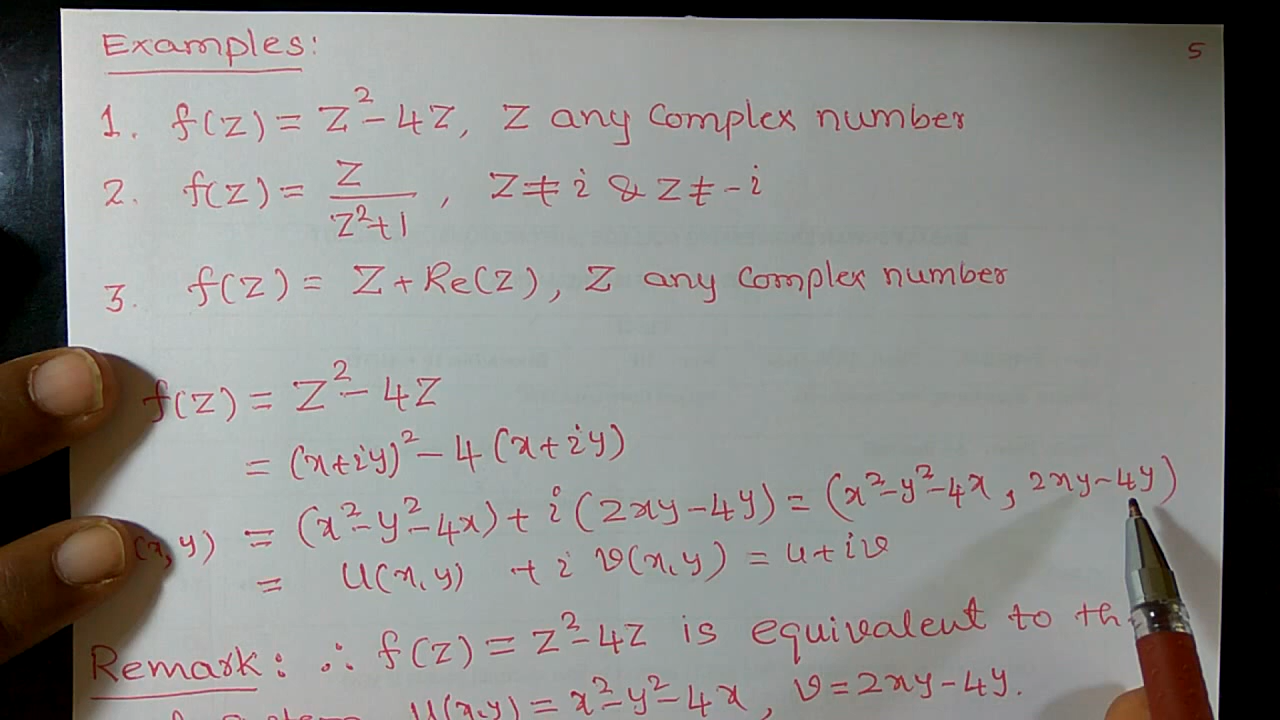 5
Examples:
1. f(z) = z² - 4z, z any complex number
2. f(z) = z / (z²+1), z ≠ i & z ≠ -i
3. f(z) = z + Re(z), z any complex number
f(z) = z² - 4z
= (x+iy)² - 4(x+iy)
(x,y) = (x²-y²-4x) + i(2xy-4y) = (x²-y²-4x, 2xy-4y)
= u(x,y) + i v(x,y) = u+iv
Remark: ∴ f(z) = z²-4z is equivalent to th
u(x,y) = x²-y²-4x, v = 2xy-4y.